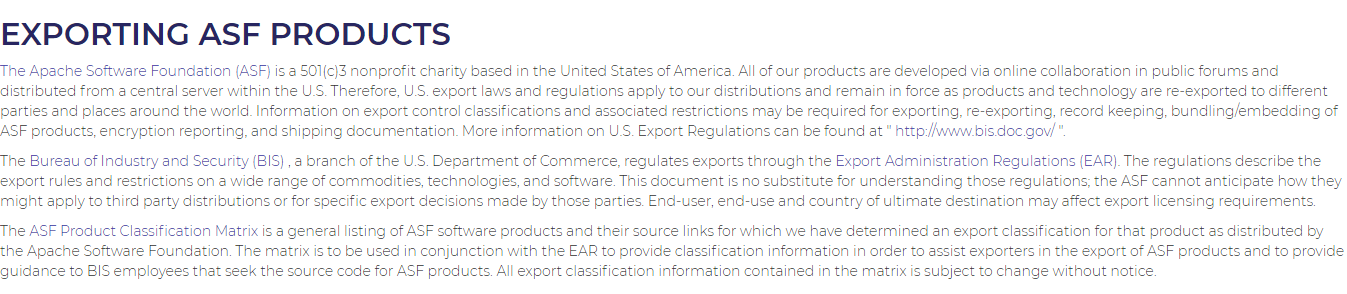 EXPORTING ASF PRODUCTS
The Apache Software Foundation (ASF) is a 501(c)3 nonprofit charity based in the United States of America. All of our products are developed via online collaboration in public forums and
distributed from a central server within the U.S. Therefore, U.S. export laws and regulations apply to our distributions and remain in force as products and technology are re-exported to different
parties and places around the world. Information on export control classifications and associated restrictions may be required for exporting, re-exporting, record keeping, bundling/embedding of
ASF products, encryption reporting, and shipping documentation. More information on U.S. Export Regulations can be found at " http://www.bis.doc.gov/ ".
The Bureau of Industry and Security (BIS) , a branch of the U.S. Department of Commerce, regulates exports through the Export Administration Regulations (EAR). The regulations describe the
export rules and restrictions on a wide range of commodities, technologies, and software. This document is no substitute for understanding those regulations; the ASF cannot anticipate how they
might apply to third party distributions or for specific export decisions made by those parties. End-user, end-use and country of ultimate destination may affect export licensing requirements.
The ASF Product Classification Matrix is a general listing of ASF software products and their source links for which we have determined an export classification for that product as distributed by
the Apache Software Foundation. The matrix is to be used in conjunction with the EAR to provide classification information in order to assist exporters in the export of ASF products and to provide
guidance to BIS employees that seek the source code for ASF products. All export classification information contained in the matrix is subject to change without notice.